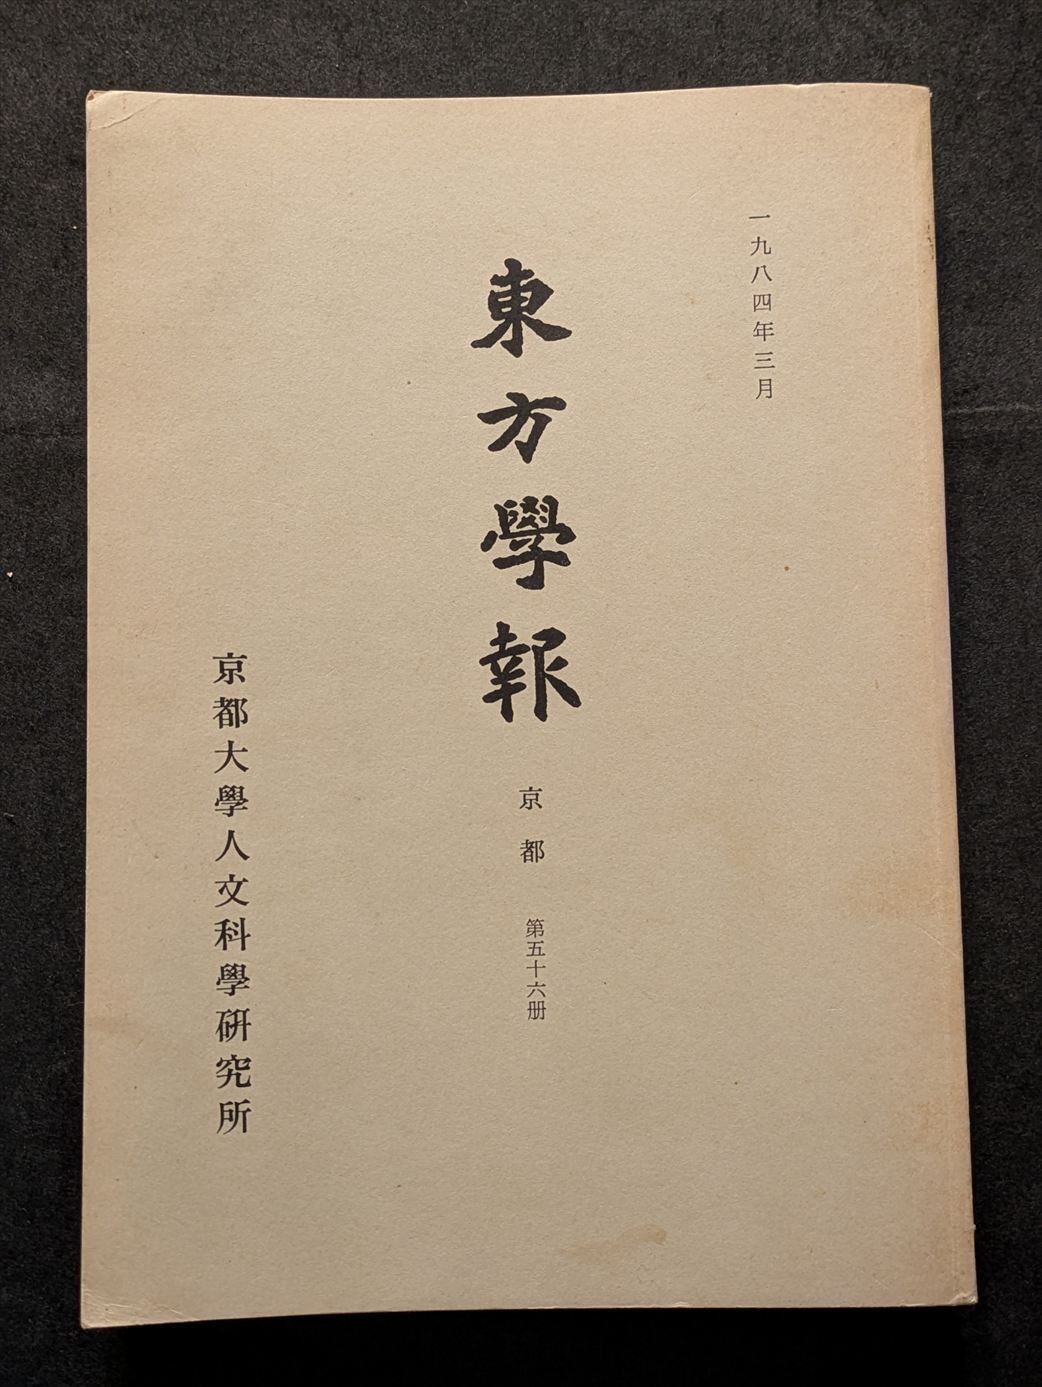 一九八四年三月
東方學報
京都 第五十六册
京都大學人文科學研究所